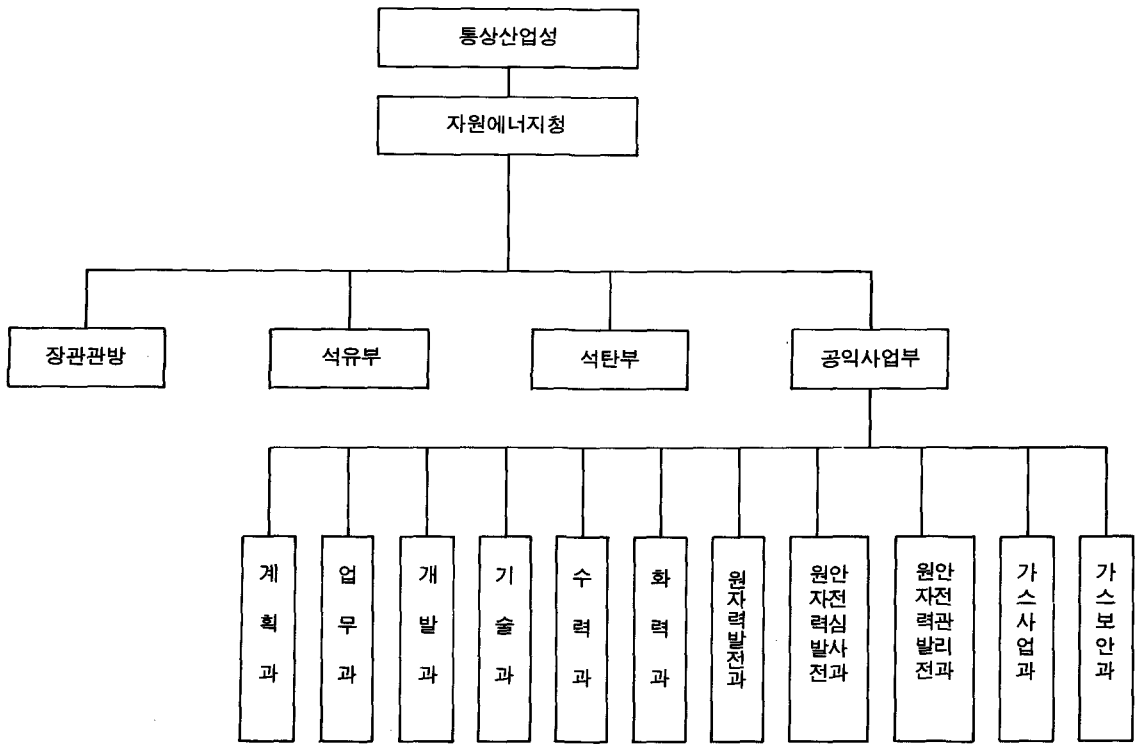 통상산업성
자원에너지청
장관관방
석유부
석탄부
공익사업부
계획과
업무과
개발과
기술과
수력과
화력과
원자력발전과
원자력발전
안전심사과
원자력발전
안전관리과
가스사업과
가스보안과